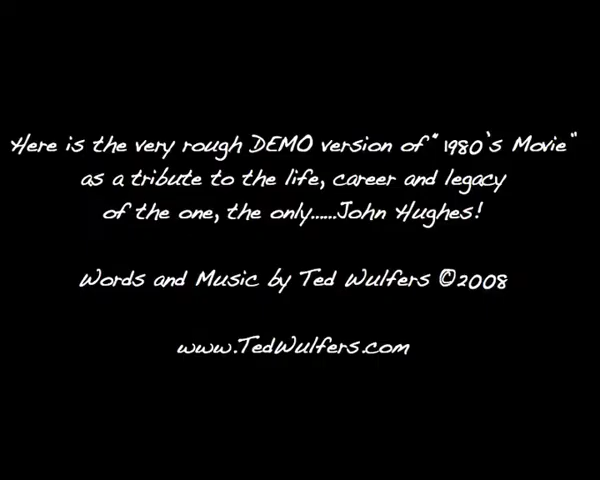 Here is the very rough DEMO version of "1980's Movie"
as a tribute to the life, career and legacy
of the one, the only......John Hughes!
Words and Music by Ted Wulfers ©2008
www.TedWulfers.com